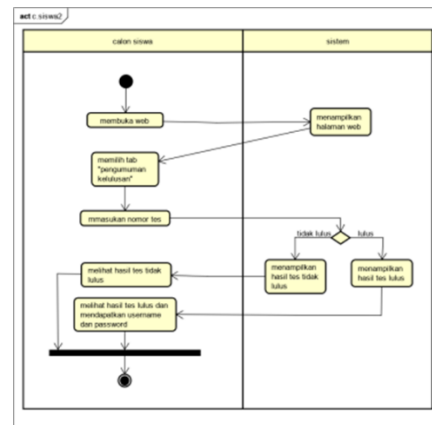 act c.siswa2
calon siswa
sistem
membuka web
menampilkan
halaman web
memilih tab
"pengumuman
kelulusan"
mmasukan nomor tes
tidak lulus
lulus
melihat hasil tes tidak
lulus
menampilkan
hasil tes tidak
lulus
menampilkan
hasil tes lulus
melihat hasil tes lulus dan
mendapatkan username
dan password